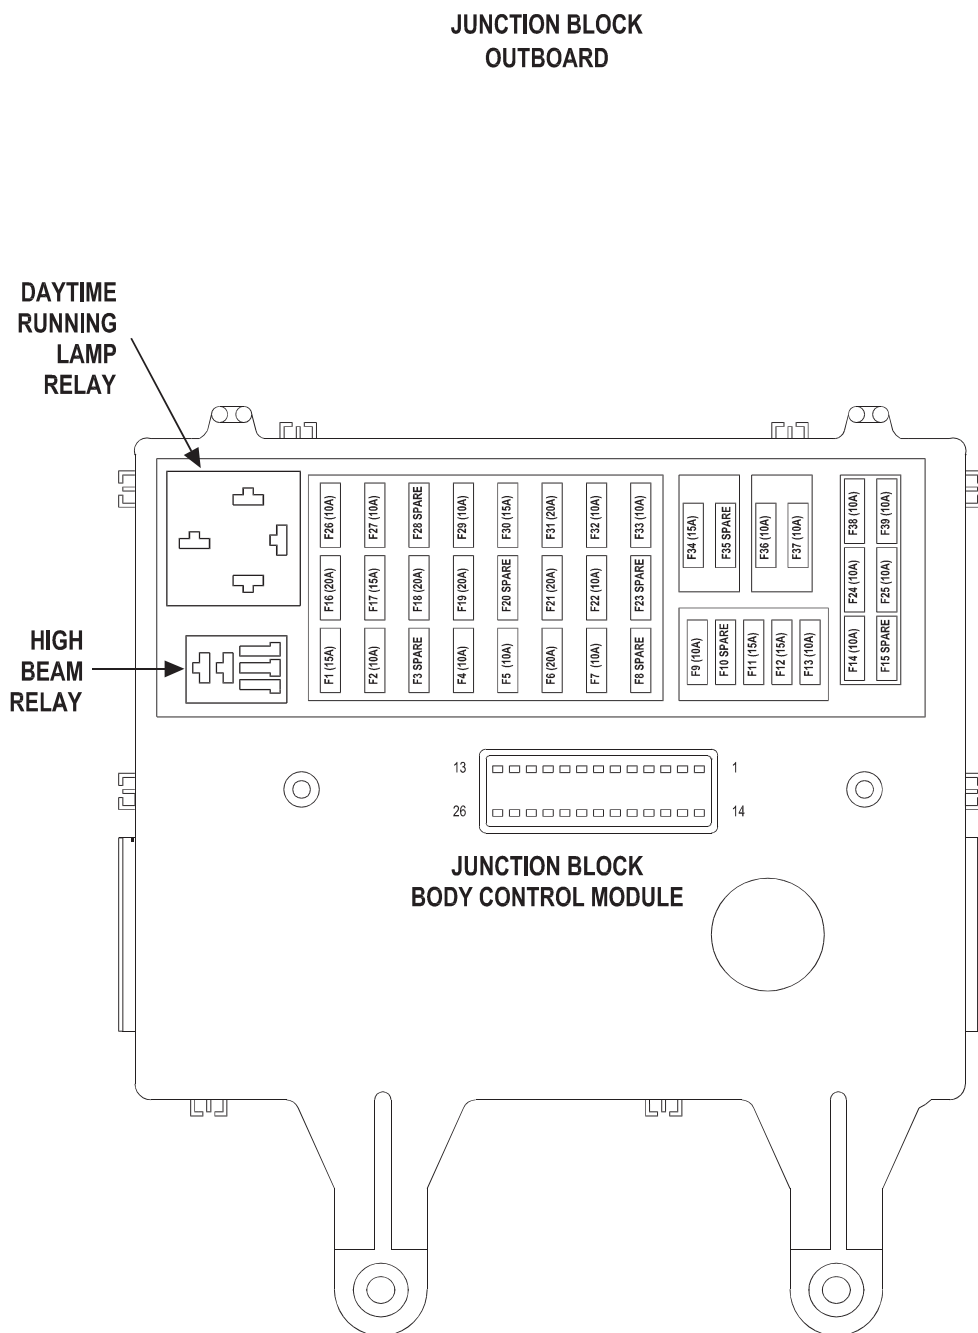 JUNCTION BLOCK
OUTBOARD
DAYTIME
RUNNING
LAMP
RELAY
HIGH
BEAM
RELAY
F26 (10A)
F27 (10A)
F28 SPARE
F29 (10A)
F30 (15A)
F31 (20A)
F32 (10A)
F33 (10A)
F16 (20A)
F17 (15A)
F18 (20A)
F19 (20A)
F20 SPARE
F21 (20A)
F22 (10A)
F23 SPARE
F1 (15A)
F2 (10A)
F3 SPARE
F4 (10A)
F5 (10A)
F6 (20A)
F7 (10A)
F8 SPARE
F34 (15A)
F35 SPARE
F36 (10A)
F37 (10A)
F9 (10A)
F10 SPARE
F11 (15A)
F12 (15A)
F13 (10A)
F38 (10A)
F39 (10A)
F24 (10A)
F25 (10A)
F14 (10A)
F15 SPARE
13
1
26
14
JUNCTION BLOCK
BODY CONTROL MODULE